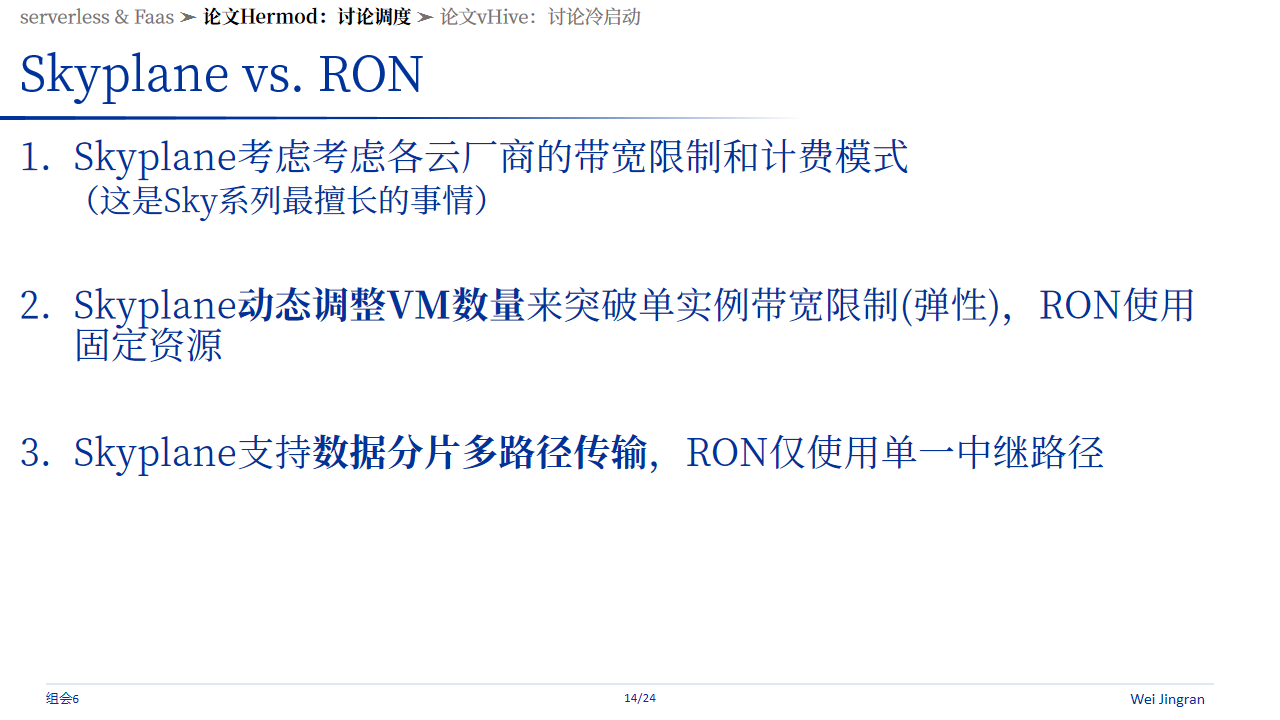 serverless & Faas ➢ 论文Hermod：讨论调度 ➢ 论文vHive：讨论冷启动
Skyplane vs. RON
1. Skyplane考虑考虑各云厂商的带宽限制和计费模式
（这是Sky系列最擅长的事情）
2. Skyplane动态调整VM数量来突破单实例带宽限制(弹性)，RON使用
固定资源
3. Skyplane支持数据分片多路径传输，RON仅使用单一中继路径
组会6
14/24
Wei Jingran